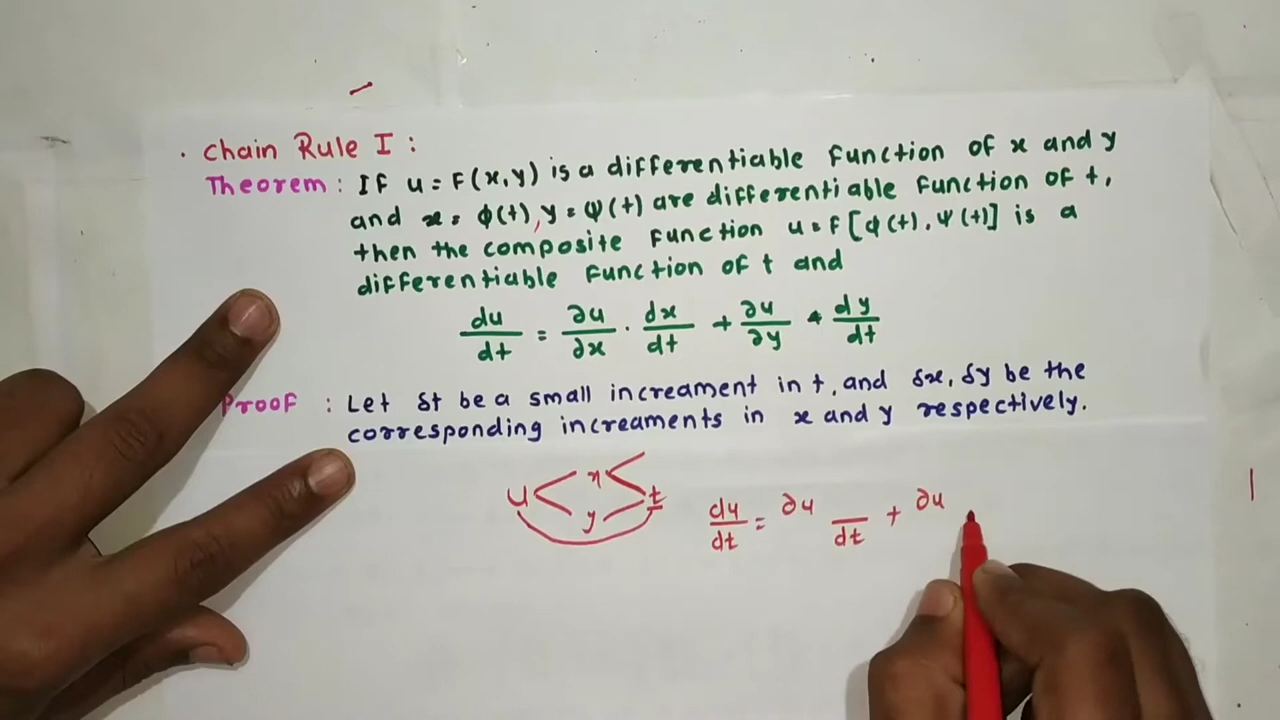 . Chain Rule I :
Theorem : If u = F(x,y) is a differentiable function of x and y
and x = φ(t), y = Ψ(t) are differentiable function of t,
then the composite function u = F[φ(t), Ψ(t)] is a
differentiable function of t and
du/dt = ∂u/∂x · dx/dt + ∂u/∂y · dy/dt
Proof : Let δt be a small increament in t, and δx, δy be the
corresponding increaments in x and y respectively.
u < x y < t
du/dt = ∂u /dt + ∂u